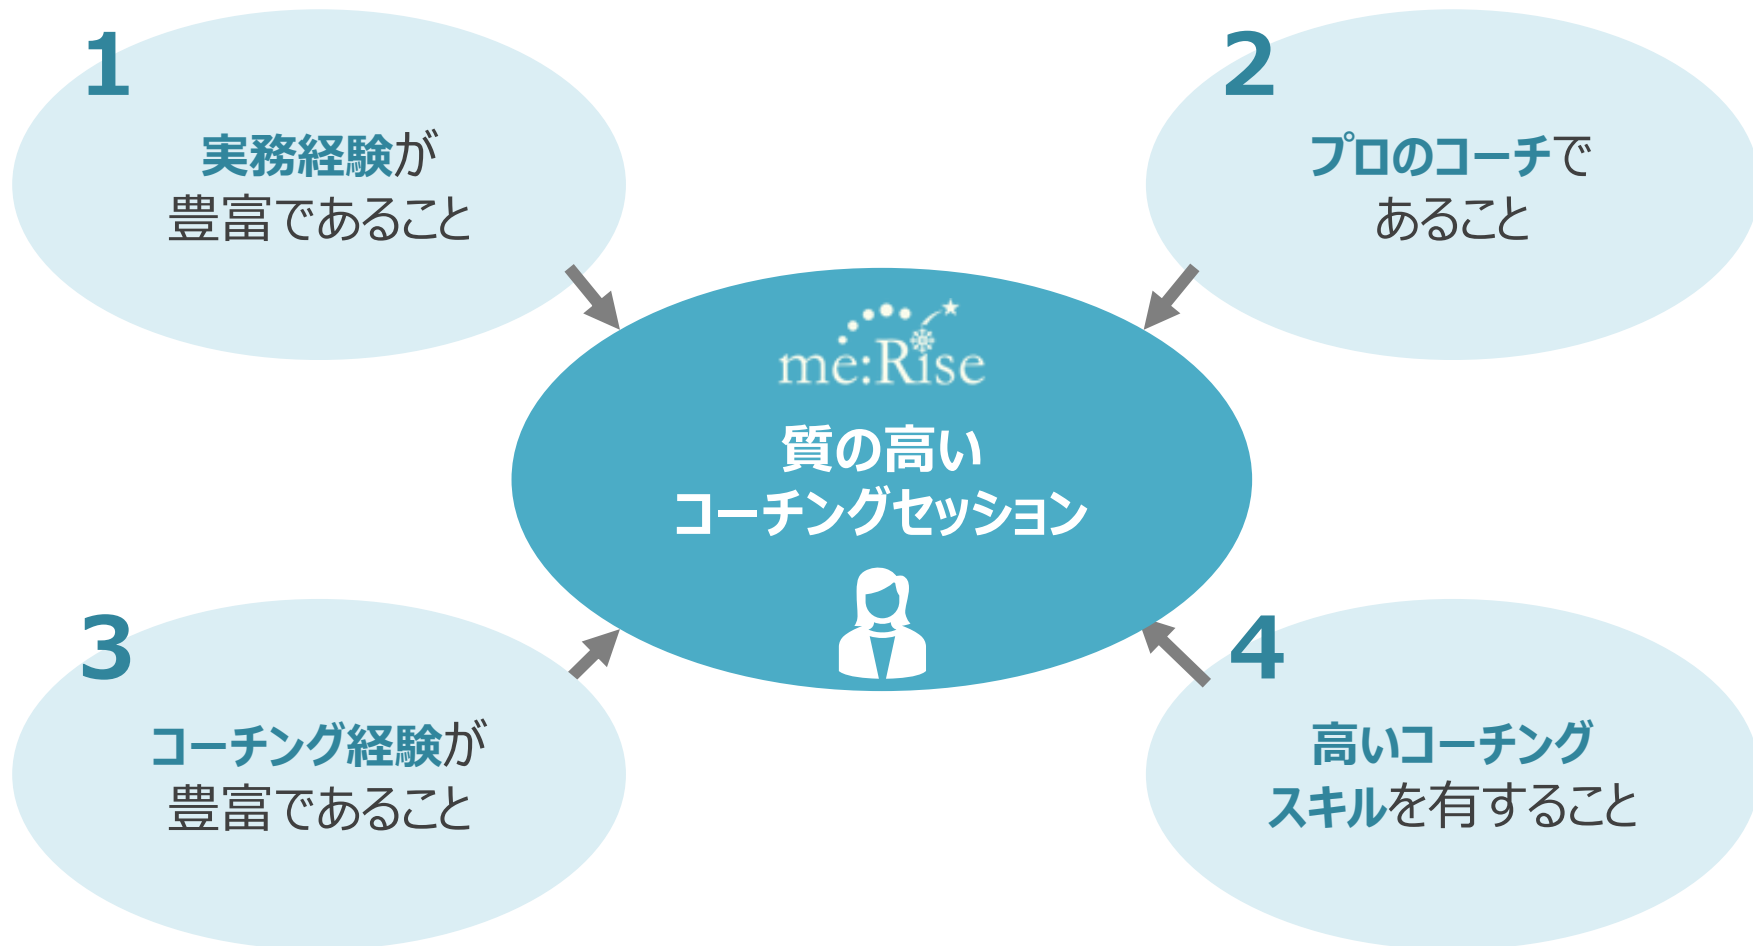 1
実務経験が
豊富であること
2
プロのコーチで
あること
me:Rise
質の高い
コーチングセッション
3
コーチング経験が
豊富であること
4
高いコーチング
スキルを有すること